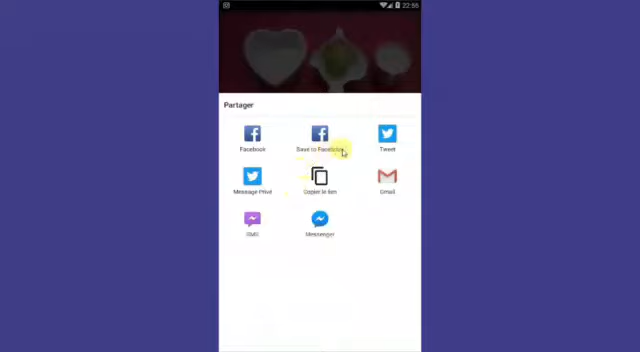 22:56
Partager
Facebook
Save to Facebook
Tweet
Message Privé
Copier le lien
Gmail
SMS
Messenger